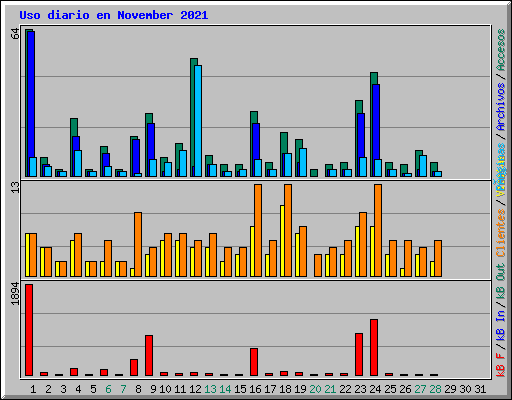 Uso diario en November 2021
64
13
1894
Accesos
Archivos /
Clientes /
kB F / kB In / kB Out
1 2 3 4 5 6 7 8 9 10 11 12 13 14 15 16 17 18 19 20 21 22 23 24 25 26 27 28 29 30 31